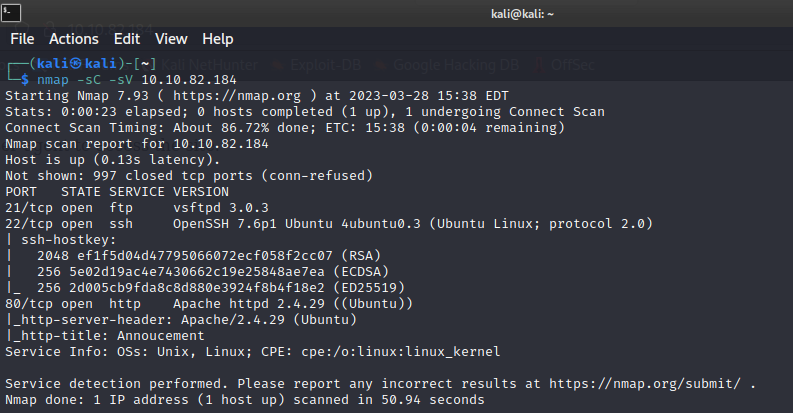 kali@kali: ~
File Actions Edit View Help
┌──(kali㉿kali)-[~]
└─$ nmap -sC -sV 10.10.82.184
Starting Nmap 7.93 ( https://nmap.org ) at 2023-03-28 15:38 EDT
Stats: 0:00:23 elapsed; 0 hosts completed (1 up), 1 undergoing Connect Scan
Connect Scan Timing: About 86.72% done; ETC: 15:38 (0:00:04 remaining)
Nmap scan report for 10.10.82.184
Host is up (0.13s latency).
Not shown: 997 closed tcp ports (conn-refused)
PORT   STATE SERVICE VERSION
21/tcp open  ftp     vsftpd 3.0.3
22/tcp open  ssh     OpenSSH 7.6p1 Ubuntu 4ubuntu0.3 (Ubuntu Linux; protocol 2.0)
| ssh-hostkey:
|   2048 ef1f5d04d47795066072ecf058f2cc07 (RSA)
|   256 5e02d19ac4e7430662c19e25848ae7ea (ECDSA)
|_  256 2d005cb9fda8c8d880e3924f8b4f18e2 (ED25519)
80/tcp open  http    Apache httpd 2.4.29 ((Ubuntu))
|_http-server-header: Apache/2.4.29 (Ubuntu)
|_http-title: Annoucement
Service Info: OSs: Unix, Linux; CPE: cpe:/o:linux:linux_kernel

Service detection performed. Please report any incorrect results at https://nmap.org/submit/ .
Nmap done: 1 IP address (1 host up) scanned in 50.94 seconds